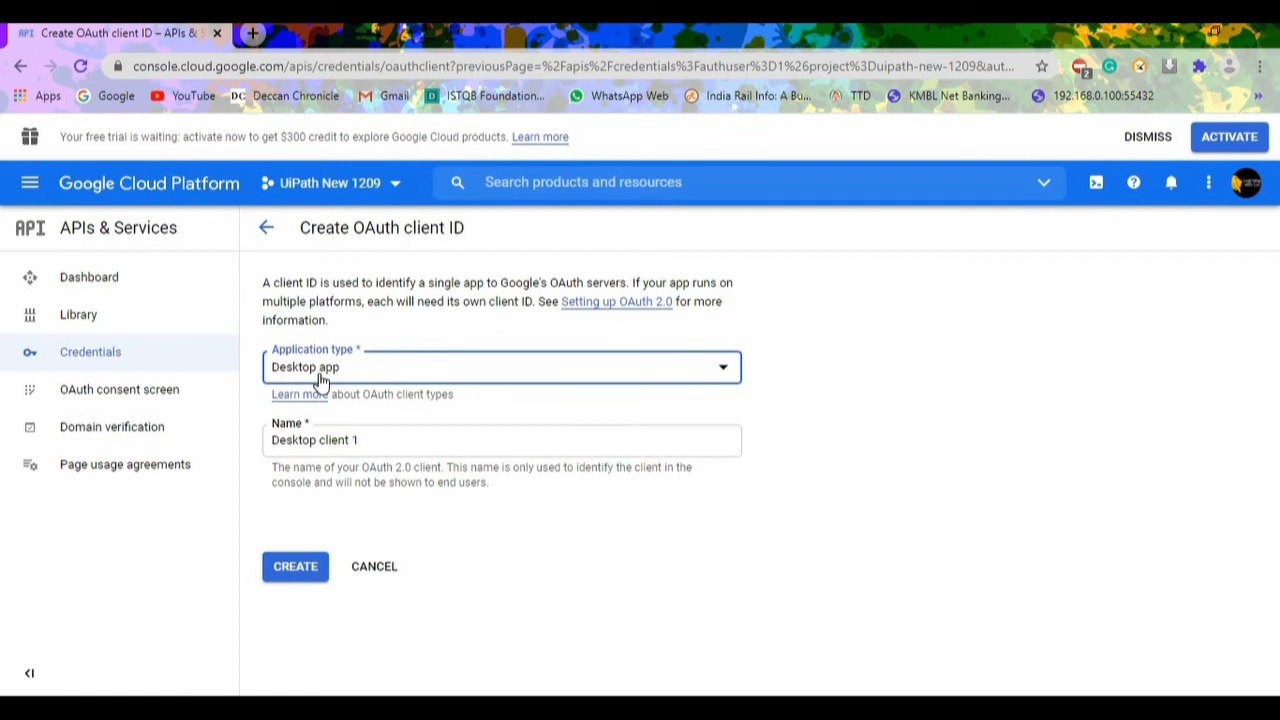 API Create OAuth client ID – APIs & S
console.cloud.google.com/apis/credentials/oauthclient?previousPage=%2Fapis%2Fcredentials%3Fauthuser%3D1%26project%3Duipath-new-1209&aut...
2
Apps Google YouTube DC Deccan Chronicle Gmail D ISTQB Foundation... WhatsApp Web India Rail Info: A Bu... TTD KMBL Net Banking... 192.168.0.100:55432 »
Your free trial is waiting: activate now to get $300 credit to explore Google Cloud products. Learn more DISMISS ACTIVATE
Google Cloud Platform UiPath New 1209 Search products and resources
API APIs & Services
Create OAuth client ID
Dashboard
Library
Credentials
OAuth consent screen
Domain verification
Page usage agreements
A client ID is used to identify a single app to Google's OAuth servers. If your app runs on
multiple platforms, each will need its own client ID. See Setting up OAuth 2.0 for more
information.
Application type *
Desktop app
Learn more about OAuth client types
Name *
Desktop client 1
The name of your OAuth 2.0 client. This name is only used to identify the client in the
console and will not be shown to end users.
CREATE CANCEL